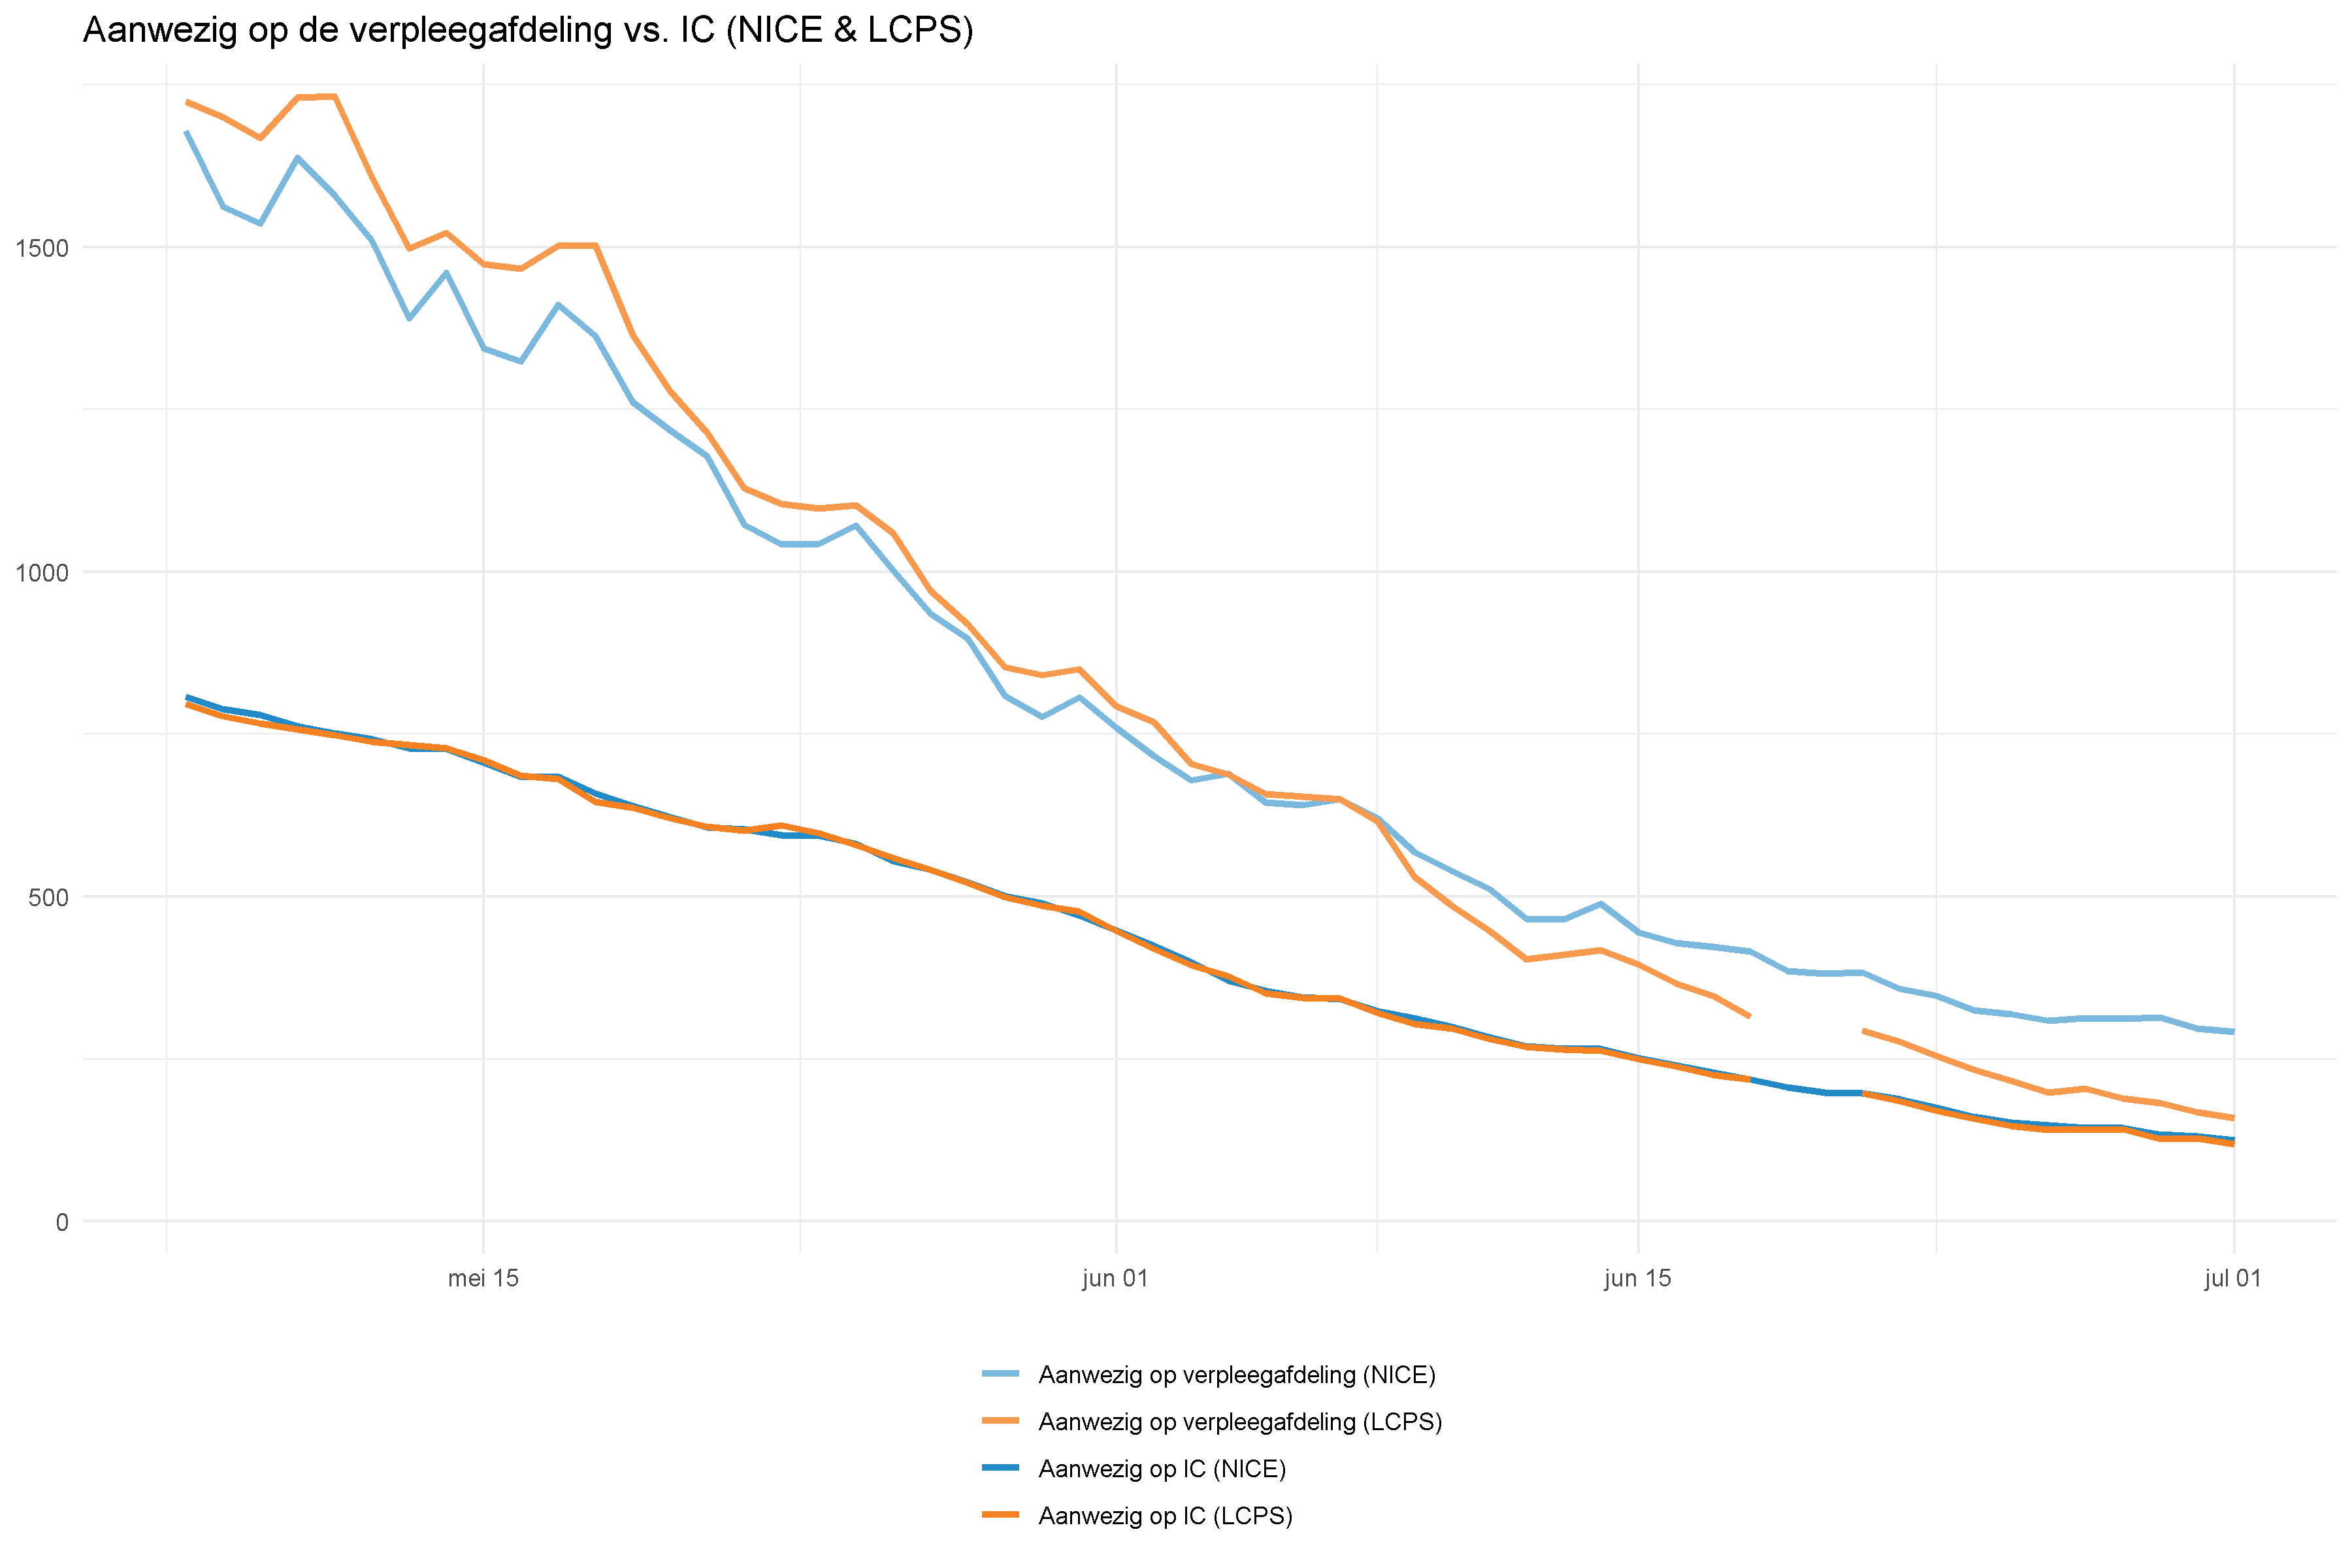 Aanwezig op de verpleegafdeling vs. IC (NICE & LCPS)
1500
1000
500
0
mei 15 jun 01 jun 15 jul 01
Aanwezig op verpleegafdeling (NICE)
Aanwezig op verpleegafdeling (LCPS)
Aanwezig op IC (NICE)
Aanwezig op IC (LCPS)